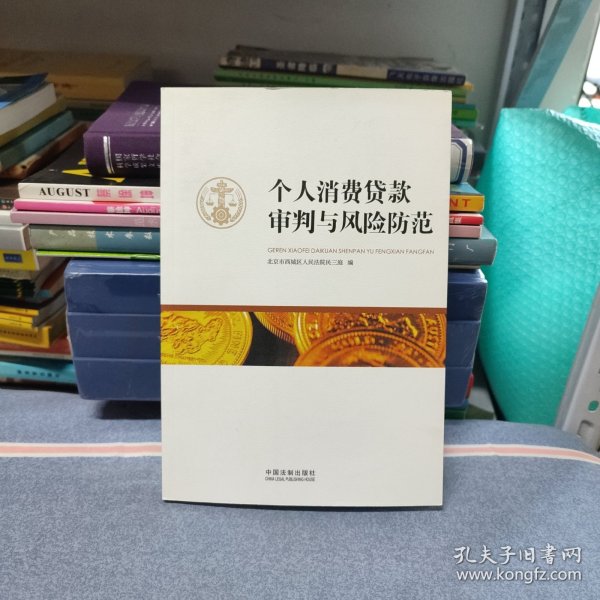 个人消费贷款
审判与风险防范
GEREN XIAOFEI DAIKUAN SHENPAN YU FENGXIAN FANGFAN
北京市西城区人民法院民三庭 编
中国法制出版社
CHINA LEGAL PUBLISHING HOUSE
AUGUST
孔夫子旧书网
www.kongfz.com